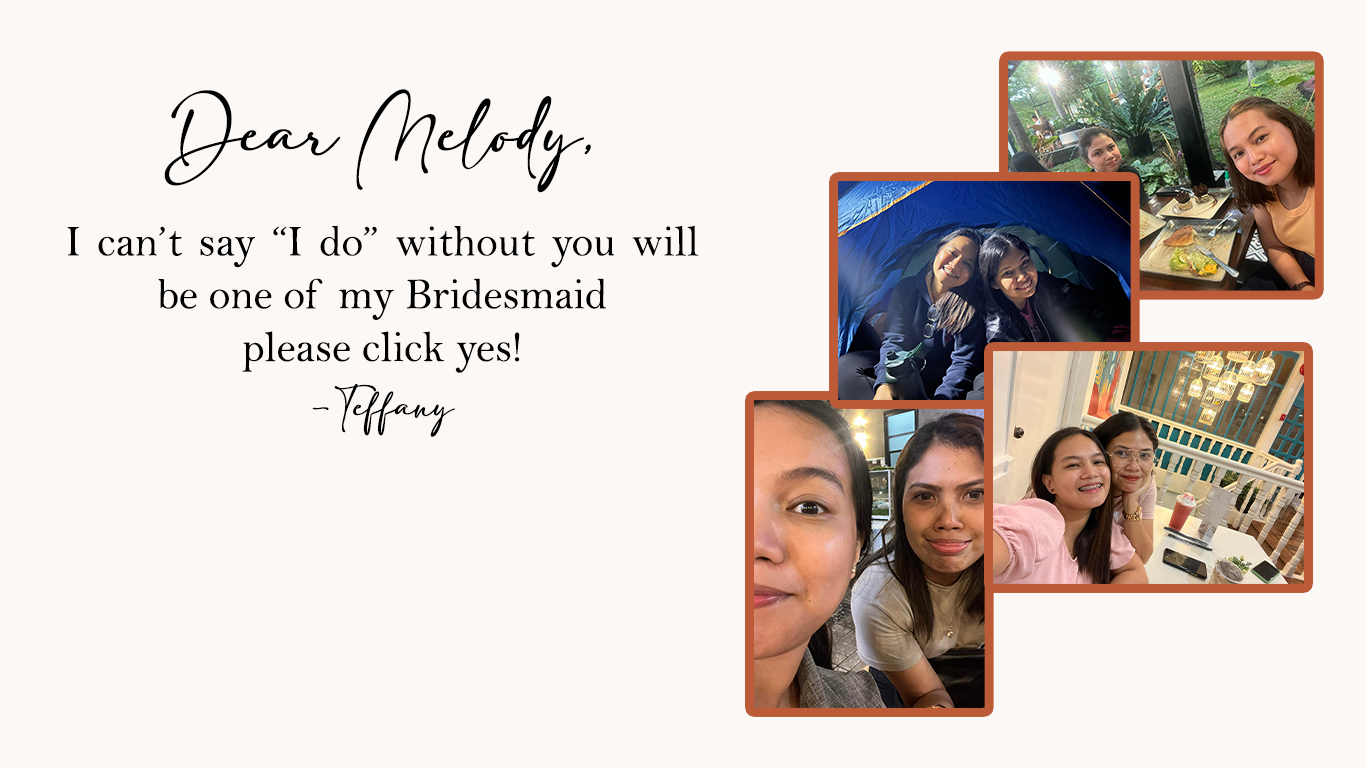 Dear Melody,
I can't say “I do” without you will
be one of my Bridesmaid
please click yes!
- Teffany